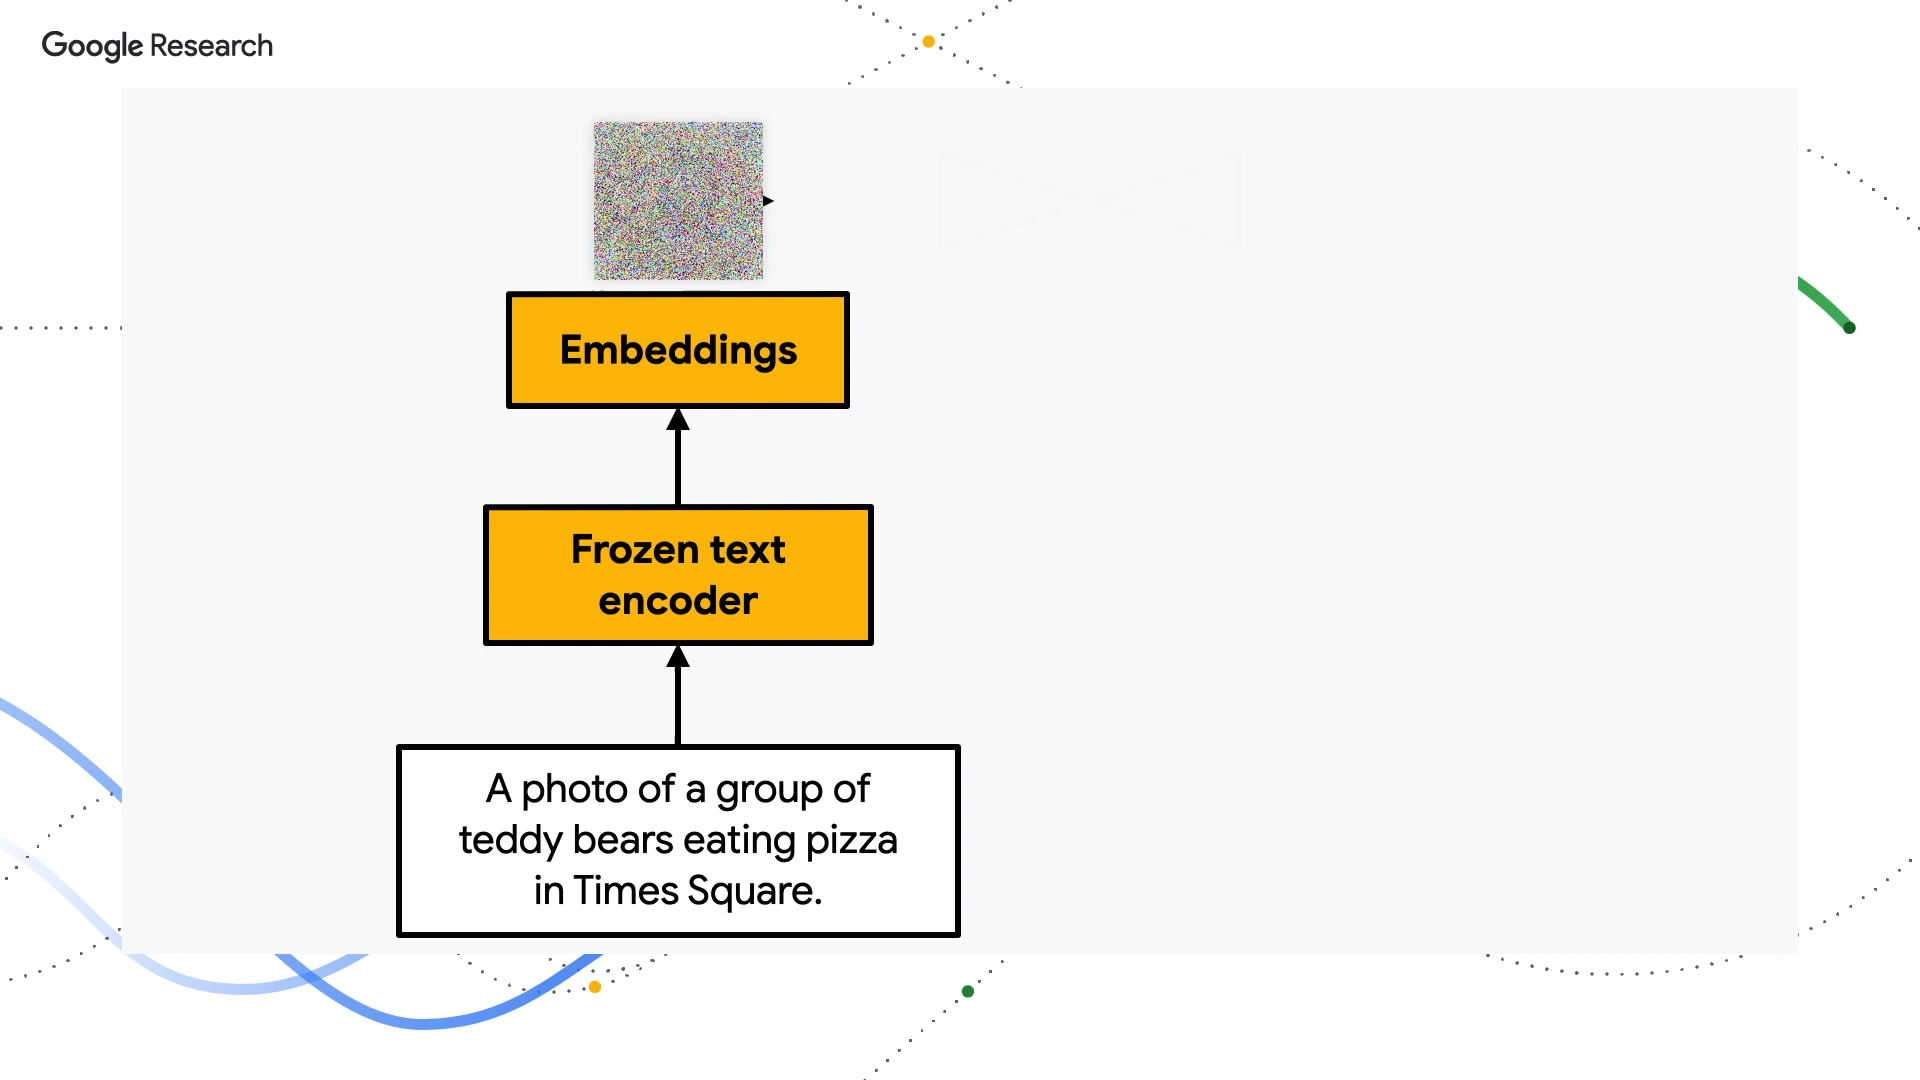 Google Research
Embeddings
Frozen text
encoder
A photo of a group of
teddy bears eating pizza
in Times Square.